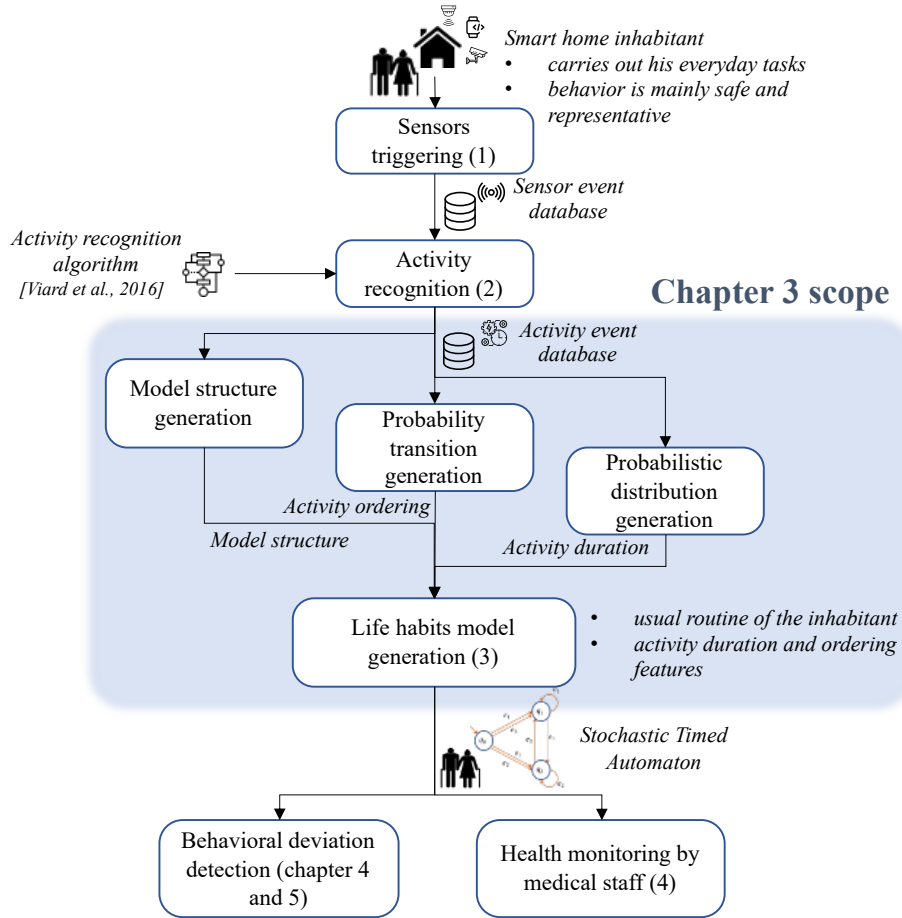 Smart home inhabitant
• carries out his everyday tasks
• behavior is mainly safe and
representative
Sensors
triggering (1)
Sensor event
database
Activity recognition
algorithm
[Viard et al., 2016]
Activity
recognition (2)
Chapter 3 scope
Activity event
database
Model structure
generation
Probability
transition
generation
Probabilistic
distribution
generation
Activity ordering
Model structure
Activity duration
Life habits model
generation (3)
• usual routine of the inhabitant
• activity duration and ordering
features
Stochastic Timed
Automaton
Behavioral deviation
detection (chapter 4
and 5)
Health monitoring by
medical staff (4)